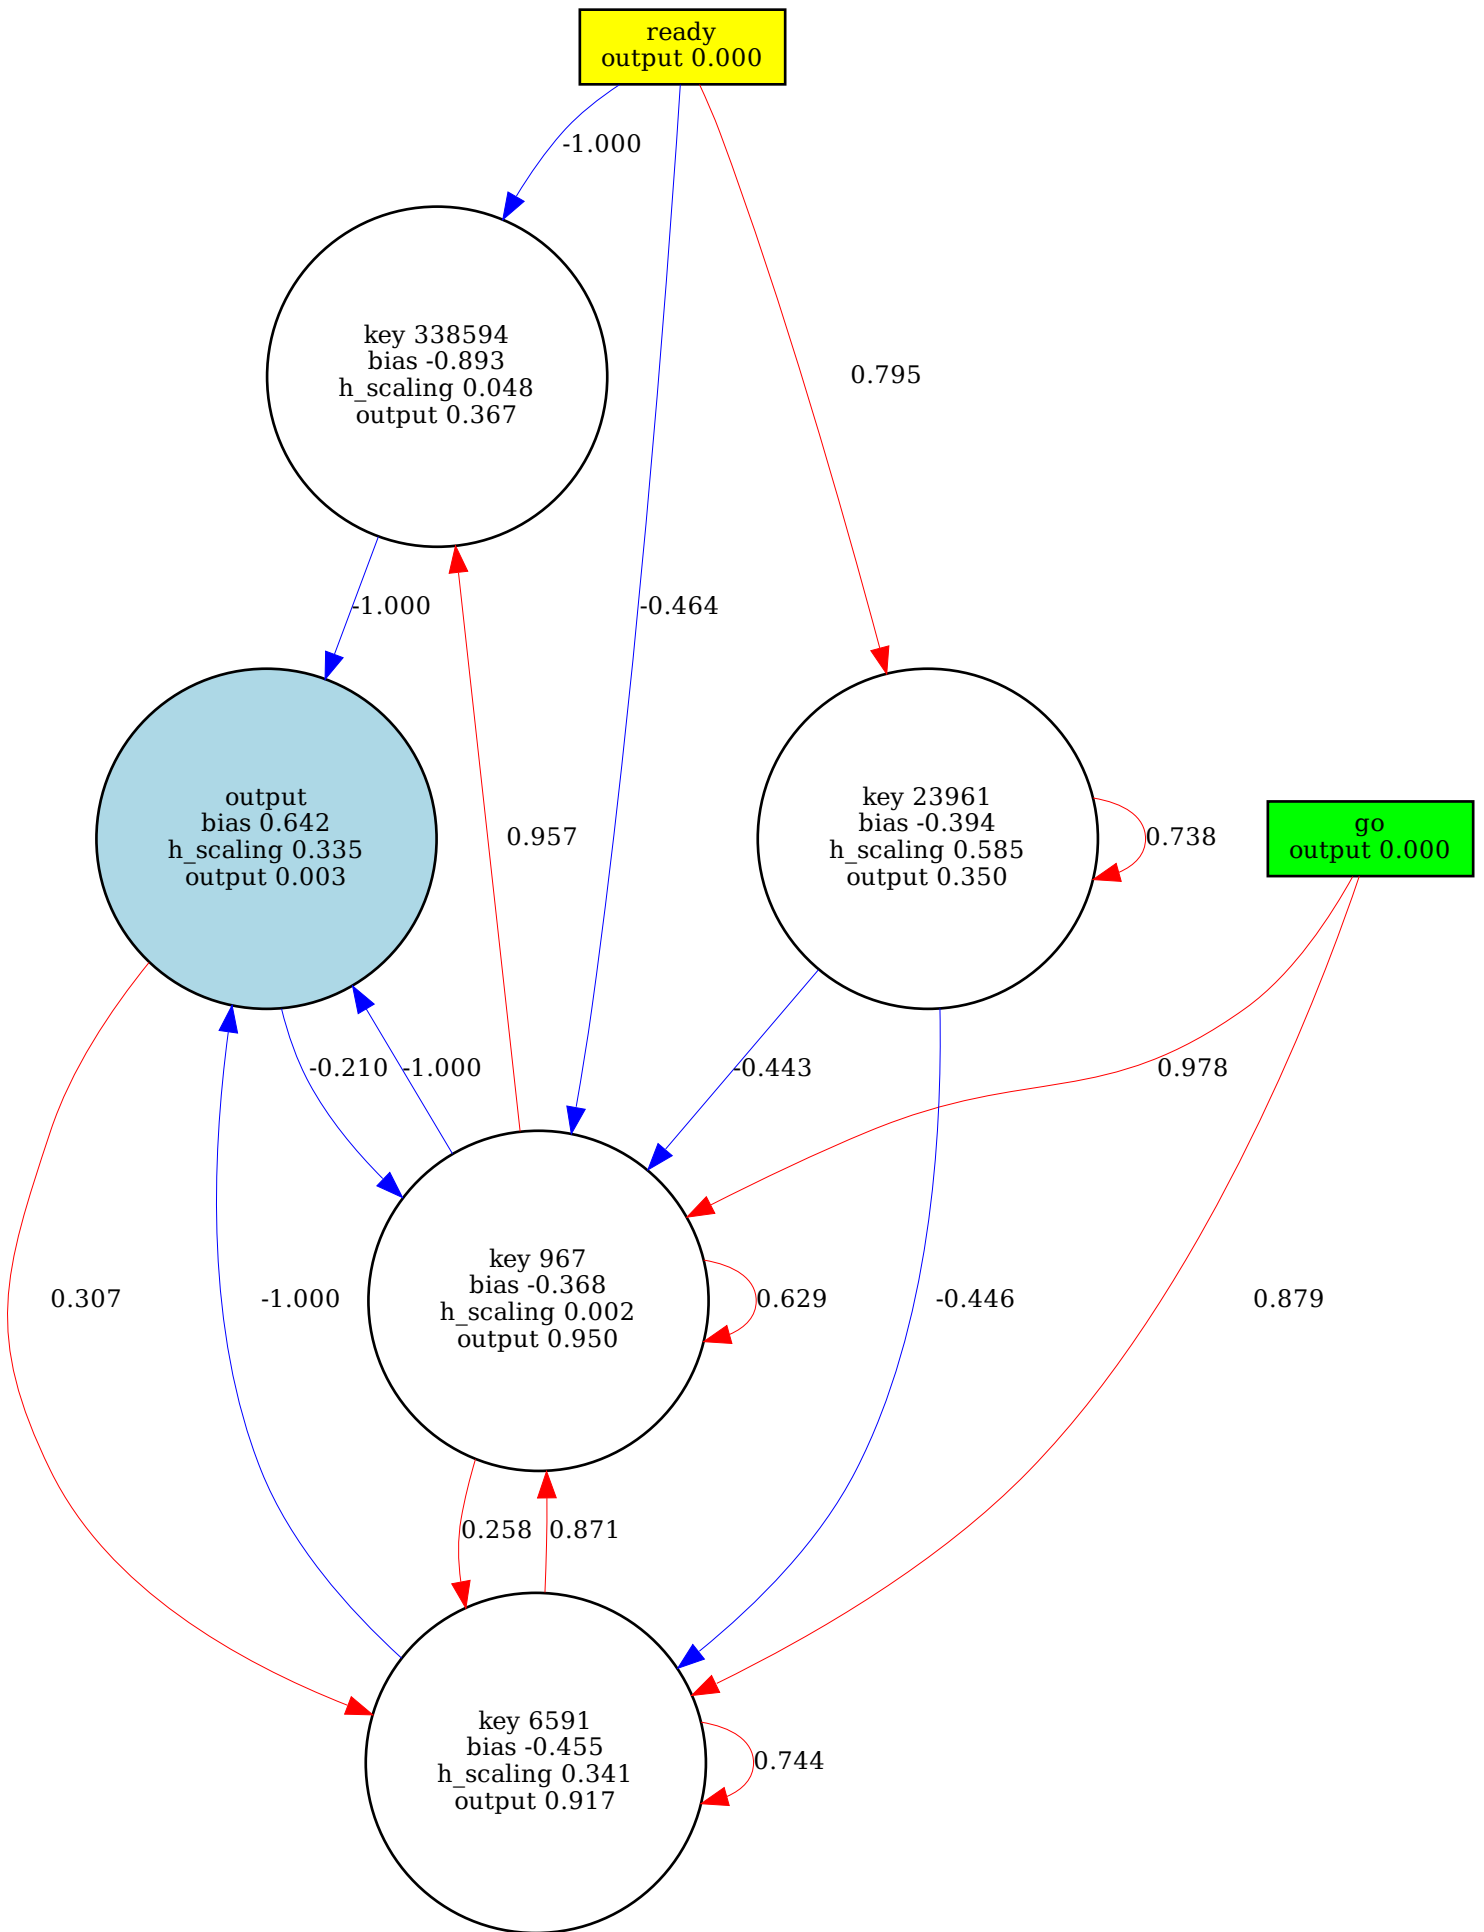 ready
output 0.000
-1.000
key 338594
bias -0.893
h_scaling 0.048
output 0.367
0.795
-1.000
-0.464
output
bias 0.642
h_scaling 0.335
output 0.003
0.957
key 23961
bias -0.394
h_scaling 0.585
output 0.350
0.738
go
output 0.000
-0.210
-1.000
-0.443
0.978
0.307
-1.000
key 967
bias -0.368
h_scaling 0.002
output 0.950
0.629
-0.446
0.879
0.258
0.871
key 6591
bias -0.455
h_scaling 0.341
output 0.917
0.744